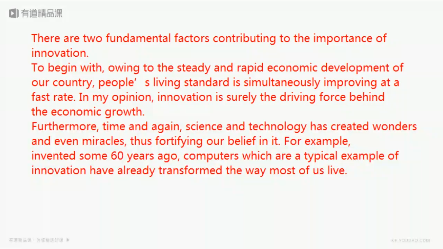 有道精品课
There are two fundamental factors contributing to the importance of
innovation.
To begin with, owing to the steady and rapid economic development of
our country, people’s living standard is simultaneously improving at a
fast rate. In my opinion, innovation is surely the driving force behind
the economic growth.
Furthermore, time and again, science and technology has created wonders
and even miracles, thus fortifying our belief in it. For example,
invented some 60 years ago, computers which are a typical example of
innovation have already transformed the way most of us live.